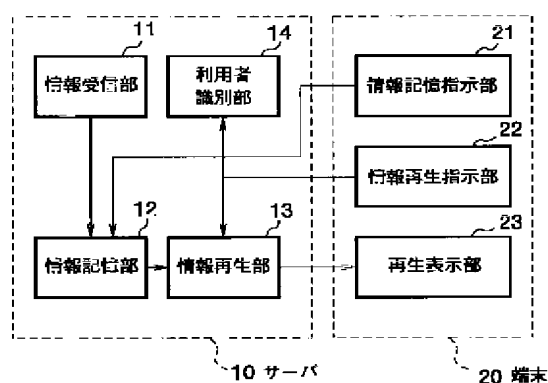 11
情報受信部
14
利用者
識別部
21
情報記憶指示部
22
情報再生指示部
12
情報記憶部
13
情報再生部
23
再生表示部
10 サーバ
20 端末